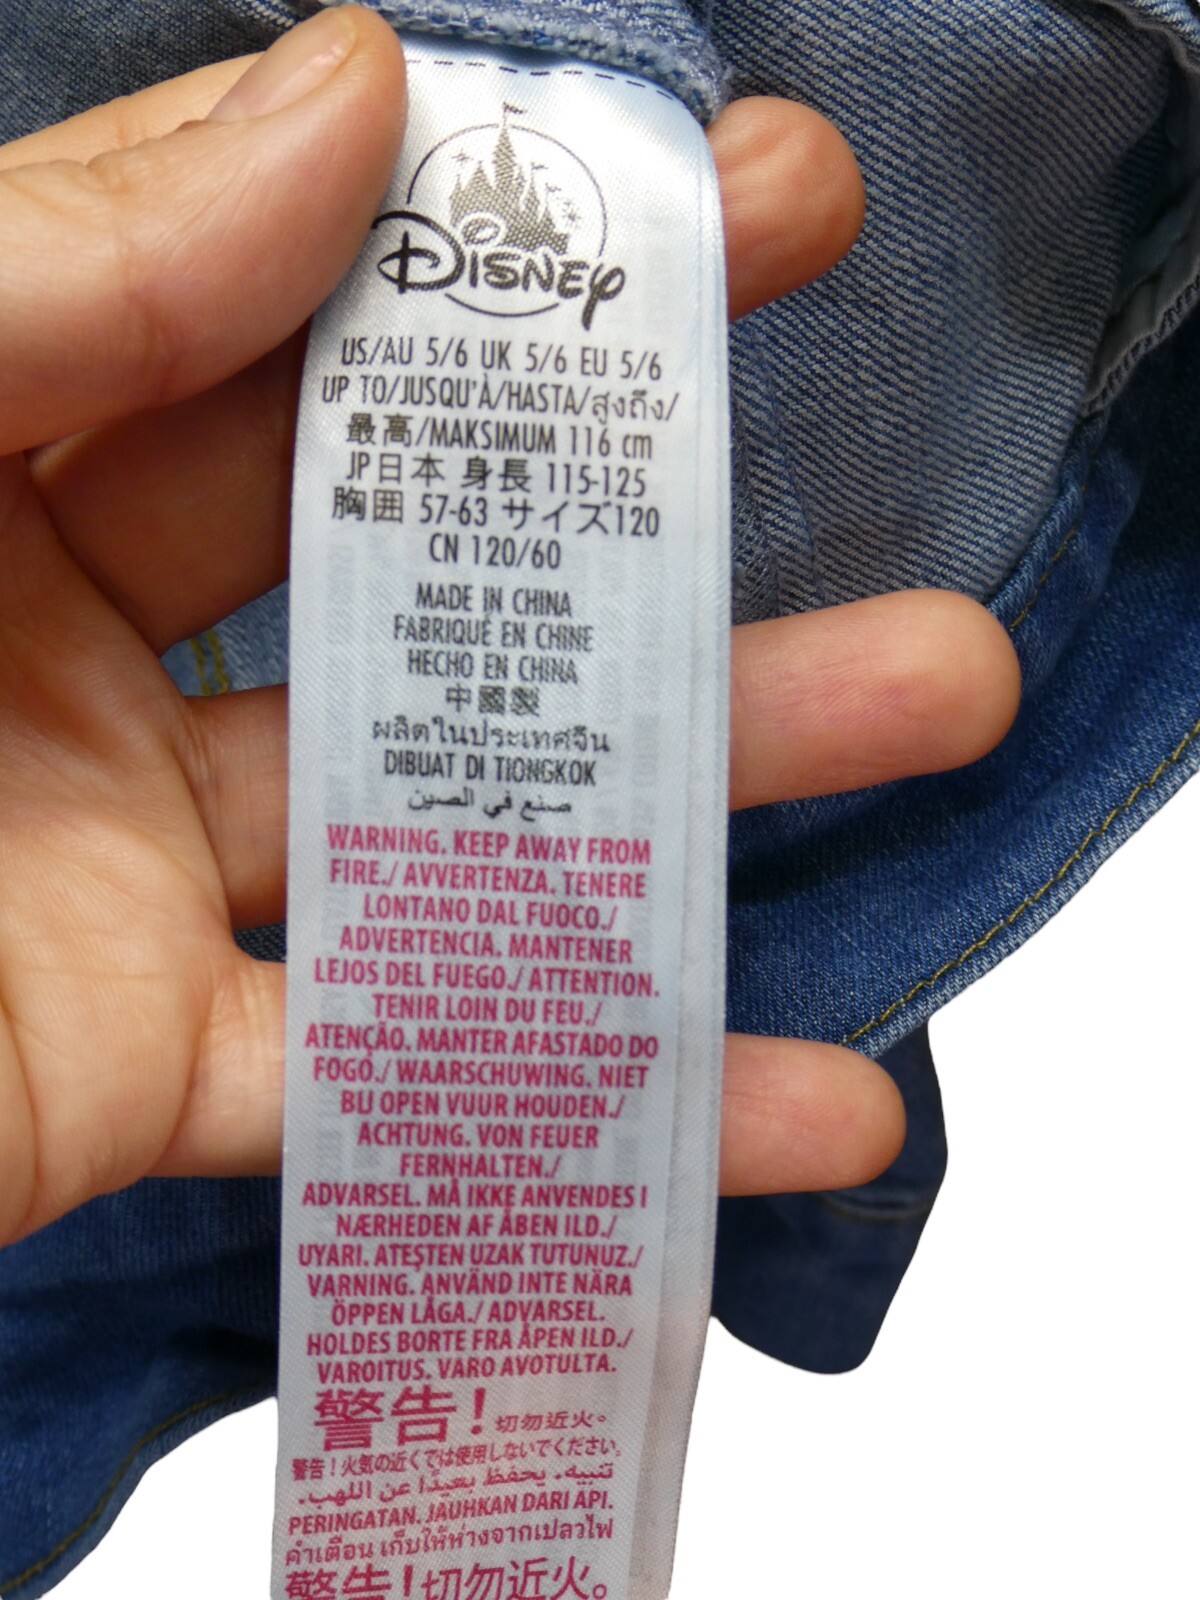 DISNEY
US/AU 5/6 UK 5/6 EU 5/6
UP TO/JUSQU'À/HASTA/สูงถึง/
最高/MAKSIMUM 116 cm
JP日本 身長 115-125
胸囲 57-63 サイズ120
CN 120/60
MADE IN CHINA
FABRIQUÉ EN CHINE
HECHO EN CHINA
中國製
ผลิตในประเทศจีน
DIBUAT DI TIONGKOK
صنع في الصين
WARNING. KEEP AWAY FROM
FIRE./ AVVERTENZA. TENERE
LONTANO DAL FUOCO./
ADVERTENCIA. MANTENER
LEJOS DEL FUEGO./ ATTENTION.
TENIR LOIN DU FEU./
ATENÇÃO. MANTER AFASTADO DO
FOGO./ WAARSCHUWING. NIET
BIJ OPEN VUUR HOUDEN./
ACHTUNG. VON FEUER
FERNHALTEN./
ADVARSEL. MÅ IKKE ANVENDES I
NÆRHEDEN AF ÅBEN ILD./
UYARI. ATEŞTEN UZAK TUTUNUZ./
VARNING. ANVÄND INTE NÄRA
ÖPPEN LÅGA./ ADVARSEL.
HOLDES BORTE FRA ÅPEN ILD./
VAROITUS. VARO AVOTULTA.
警告! 切勿近火。
警告！火気の近くでは使用しないでください。
تنبيه. يحفظ بعيدًا عن اللهب.
PERINGATAN. JAUHKAN DARI API.
คำเตือน เก็บให้ห่างจากเปลวไฟ
警告!切勿近火。